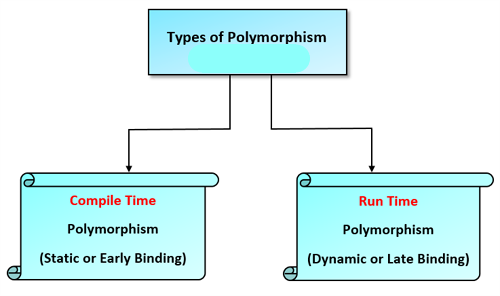 Types of Polymorphism
Compile Time
Polymorphism
(Static or Early Binding)
Run Time
Polymorphism
(Dynamic or Late Binding)